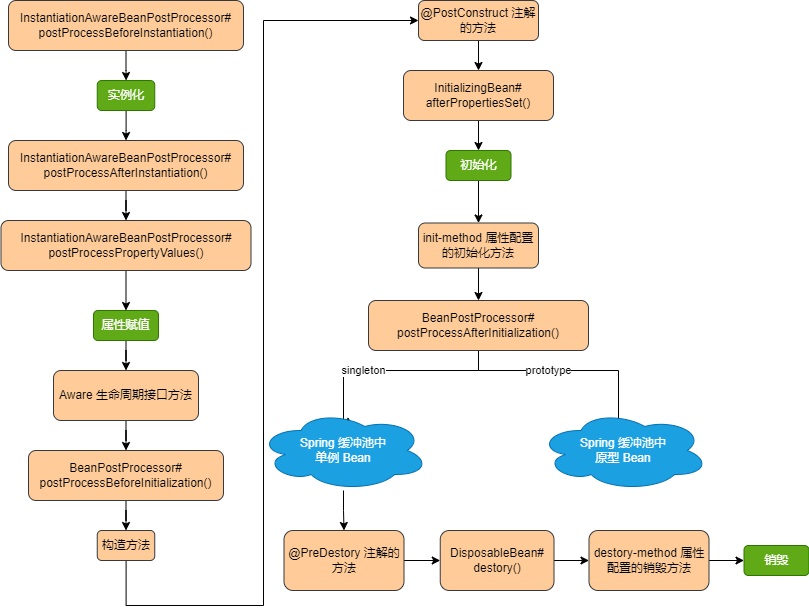 InstantiationAwareBeanPostProcessor#
postProcessBeforeInstantiation()
实例化
InstantiationAwareBeanPostProcessor#
postProcessAfterInstantiation()
InstantiationAwareBeanPostProcessor#
postProcessPropertyValues()
属性赋值
Aware 生命周期接口方法
BeanPostProcessor#
postProcessBeforeInitialization()
构造方法
@PostConstruct 注解
的方法
InitializingBean#
afterPropertiesSet()
初始化
init-method 属性配置
的初始化方法
BeanPostProcessor#
postProcessAfterInitialization()
singleton
prototype
Spring 缓冲池中
单例 Bean
Spring 缓冲池中
原型 Bean
@PreDestory 注解的
方法
DisposableBean#
destory()
destory-method 属性
配置的销毁方法
销毁